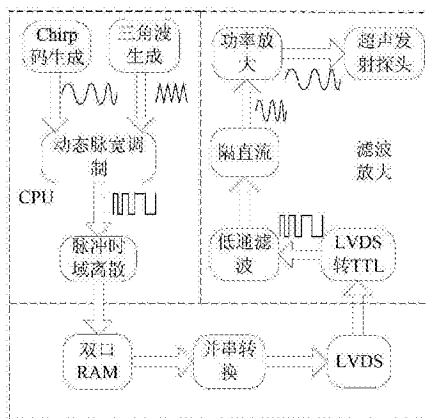 Chirp
码生成
三角波
生成
动态脉宽调
制
CPU
脉冲时
域离散
双口
RAM
并串转
换
LVDS
LVDS
转TTL
低通滤
波
隔直流
功率放
大
超声发
射探头
滤波
放大